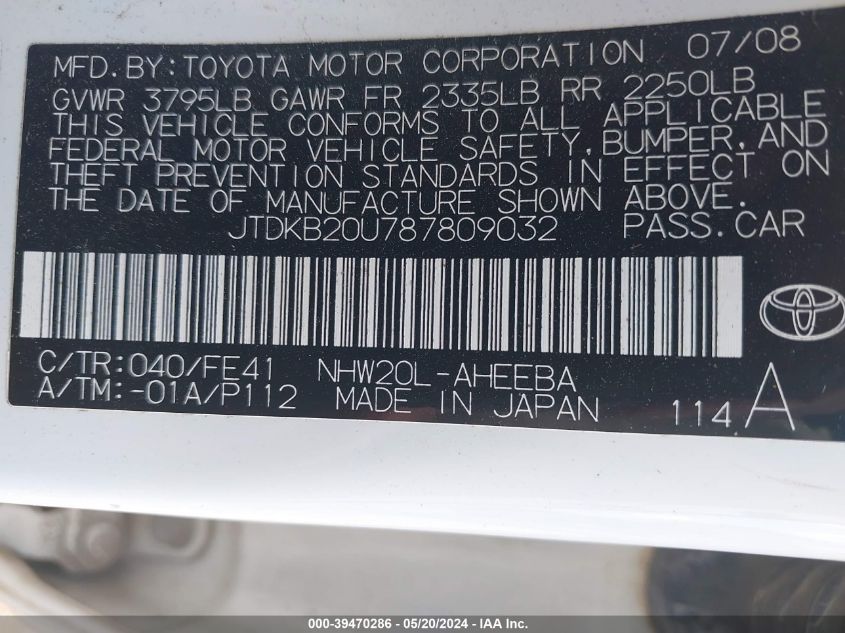 MFD. BY: TOYOTA MOTOR CORPORATION 07/08
GVWR 3795LB GAWR FR 2335LB RR 2250LB
THIS VEHICLE CONFORMS TO ALL APPLICABLE
FEDERAL MOTOR VEHICLE SAFETY, BUMPER, AND
THEFT PREVENTION STANDARDS IN EFFECT ON
THE DATE OF MANUFACTURE SHOWN ABOVE.
JTDKB20U787809032 PASS. CAR
C/TR: 040/FE41 NHW20L-AHEEBA
A/TM: -01A/P112 MADE IN JAPAN 114 A
000-39470286 | 05/20/2024 - IAA Inc.